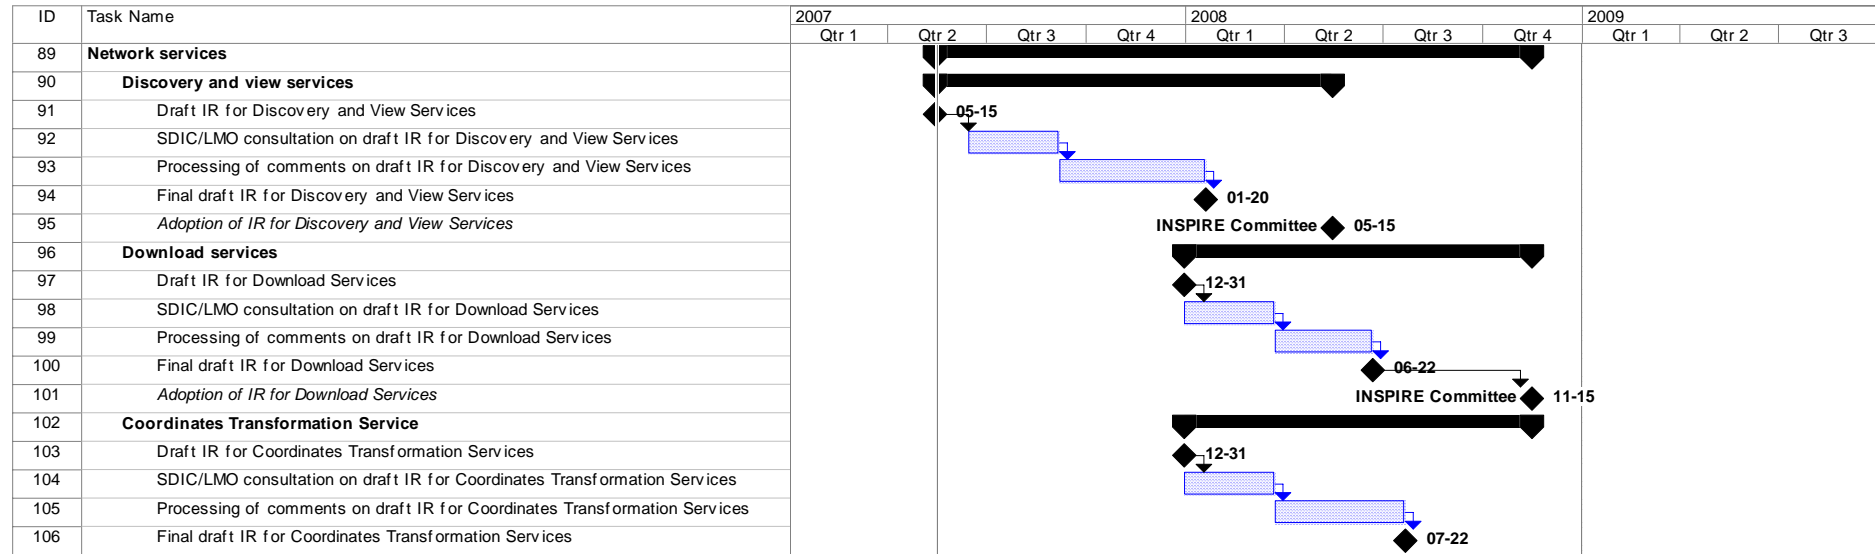 ID Task Name 2007 2008 2009
Qtr 1 Qtr 2 Qtr 3 Qtr 4 Qtr 1 Qtr 2 Qtr 3 Qtr 4 Qtr 1 Qtr 2 Qtr 3
89 Network services
90 Discovery and view services
91 Draft IR for Discovery and View Services 05-15
92 SDIC/LMO consultation on draft IR for Discovery and View Services
93 Processing of comments on draft IR for Discovery and View Services
94 Final draft IR for Discovery and View Services 01-20
95 Adoption of IR for Discovery and View Services INSPIRE Committee 05-15
96 Download services
97 Draft IR for Download Services 12-31
98 SDIC/LMO consultation on draft IR for Download Services
99 Processing of comments on draft IR for Download Services
100 Final draft IR for Download Services 06-22
101 Adoption of IR for Download Services INSPIRE Committee 11-15
102 Coordinates Transformation Service
103 Draft IR for Coordinates Transformation Services 12-31
104 SDIC/LMO consultation on draft IR for Coordinates Transformation Services
105 Processing of comments on draft IR for Coordinates Transformation Services
106 Final draft IR for Coordinates Transformation Services 07-22